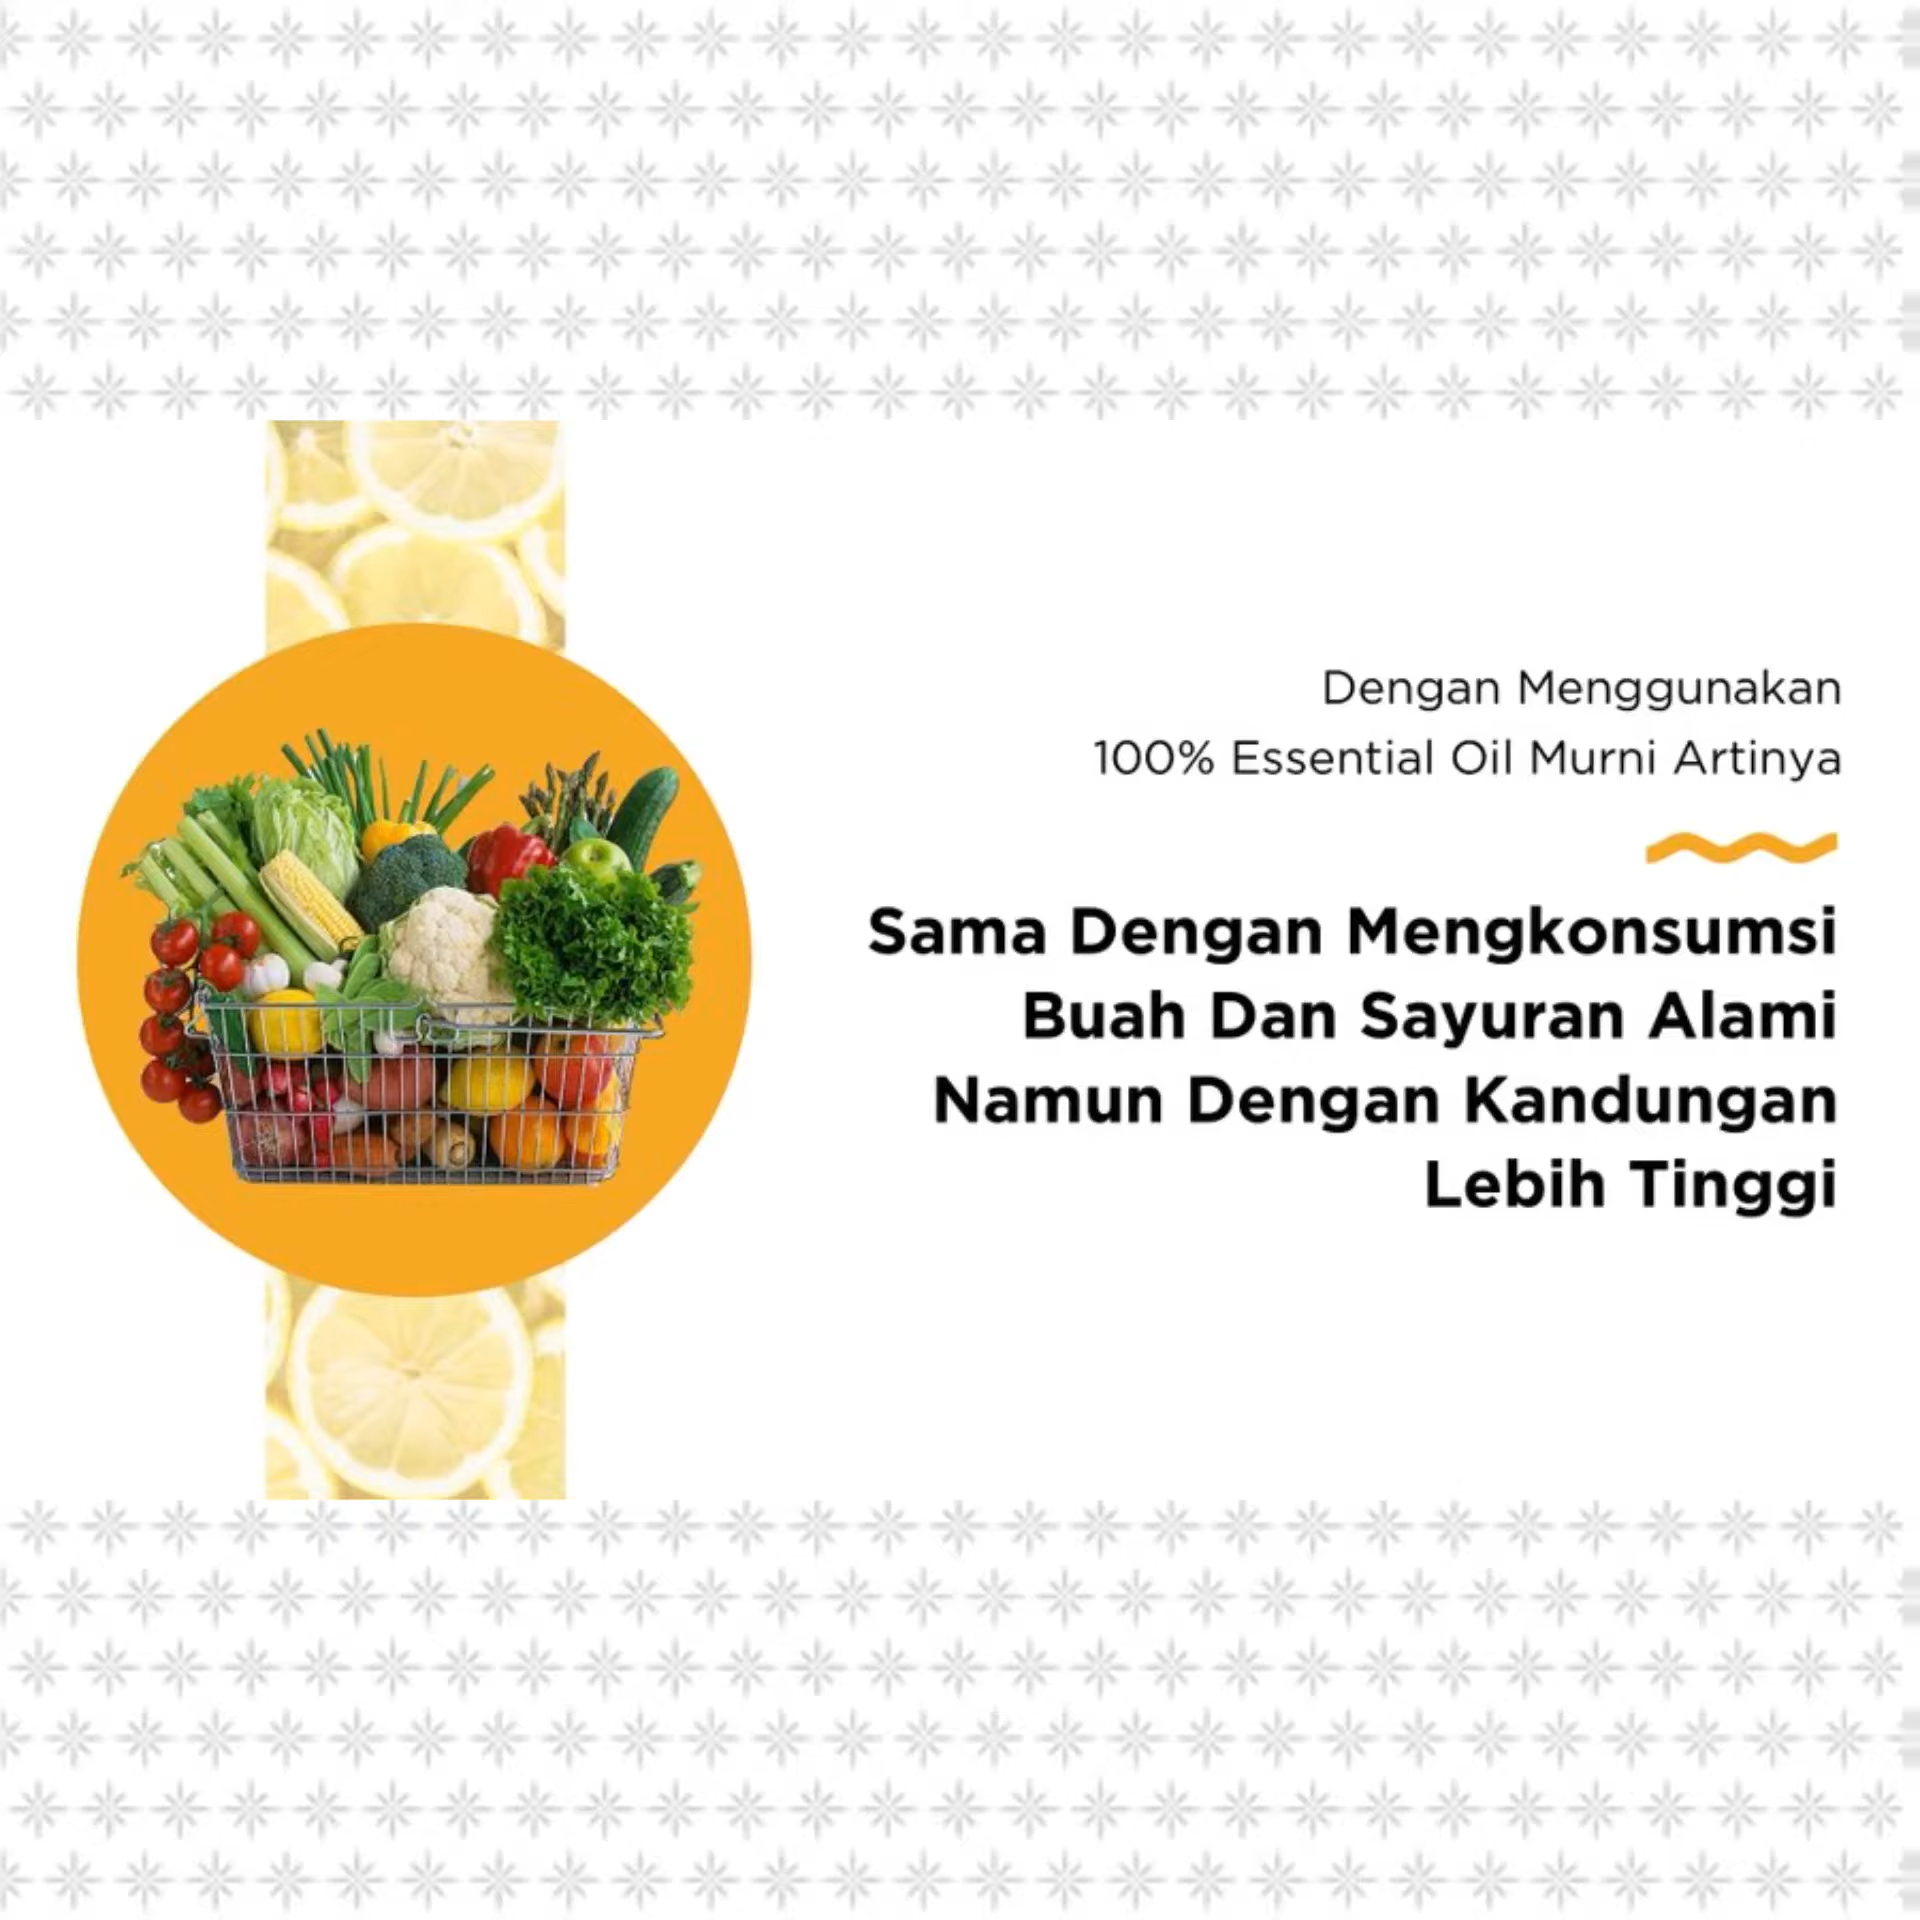 Dengan Menggunakan
100% Essential Oil Murni Artinya
Sama Dengan Mengkonsumsi
Buah Dan Sayuran Alami
Namun Dengan Kandungan
Lebih Tinggi